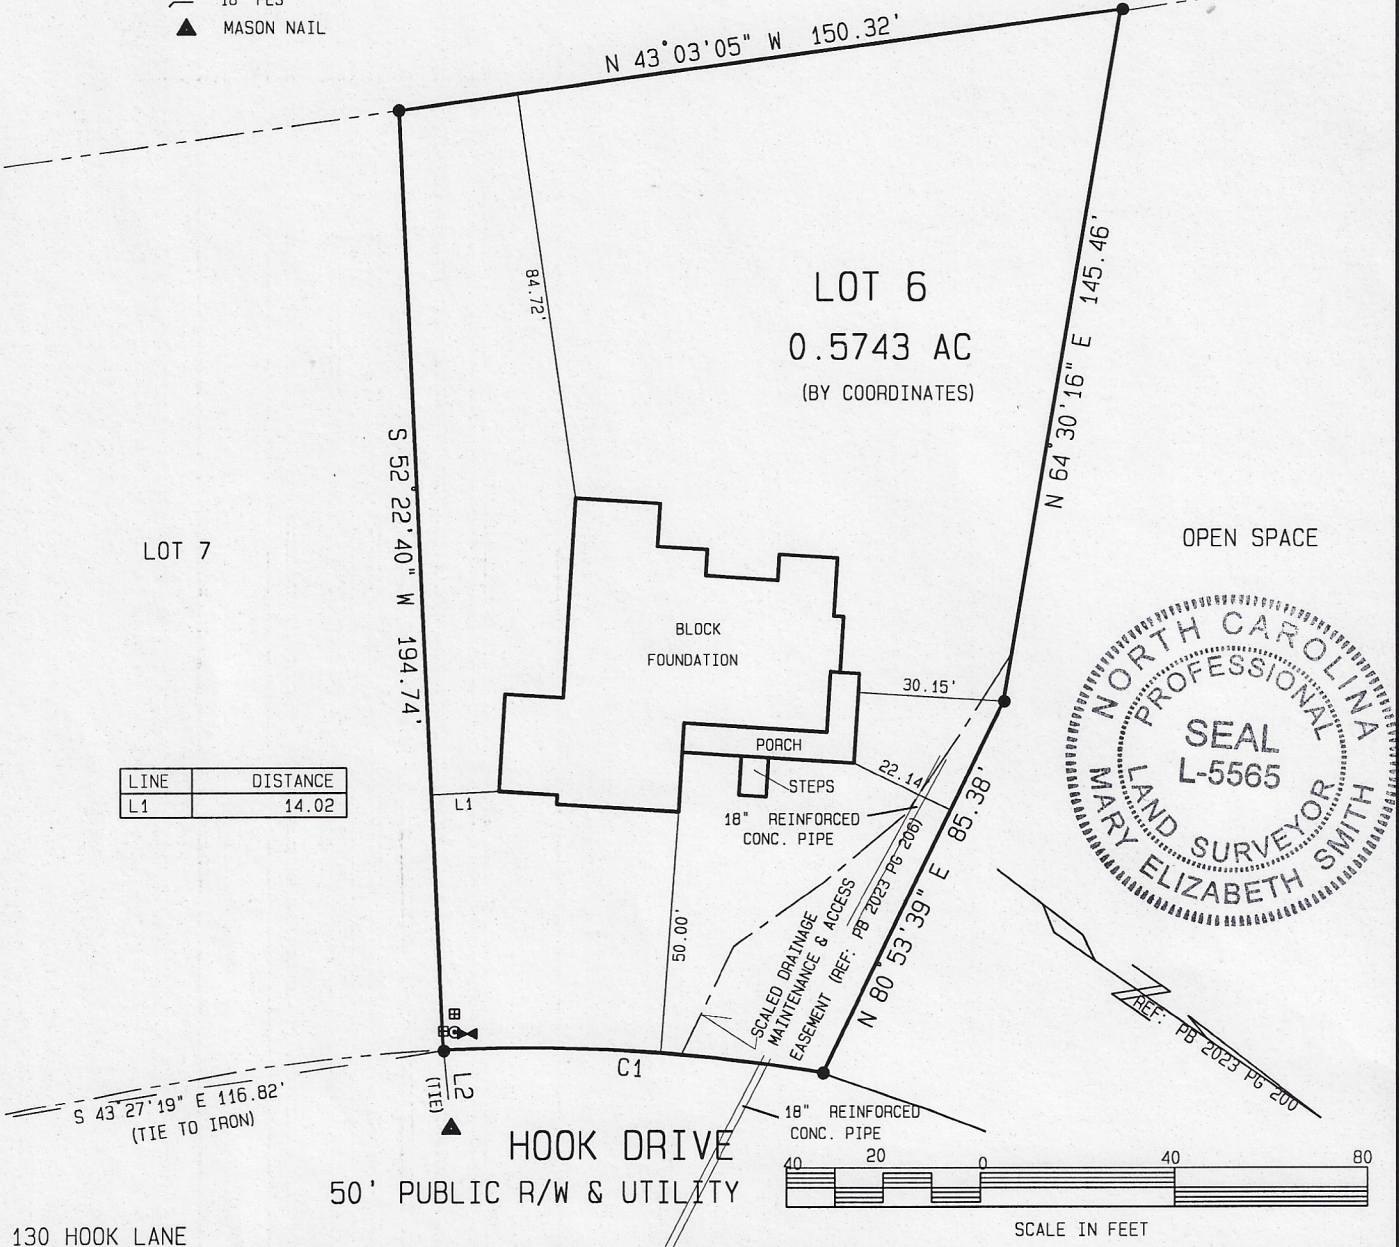 MASON NAIL
N 43°03'05" W 150.32'
84.72'
LOT 6
0.5743 AC
(BY COORDINATES)
N 64°30'16" E 145.46'
S 52°22'40" W 194.74'
LOT 7
OPEN SPACE
BLOCK
FOUNDATION
30.15'
PORCH
STEPS
22.14'
LINE DISTANCE
L1 14.02
L1
18" REINFORCED
CONC. PIPE
50.00'
SCALED DRAINAGE
MAINTENANCE & ACCESS
EASEMENT (REF: PB 2023 PG 206)
N 80°53'39" E 85.38'
NORTH CAROLINA
PROFESSIONAL
SEAL
L-5565
LAND SURVEYOR
MARY ELIZABETH SMITH
REF: PB 2023 PG 200
C1
L2
(TIE)
S 43°27'19" E 116.82'
(TIE TO IRON)
18" REINFORCED
CONC. PIPE
HOOK DRIVE
50' PUBLIC R/W & UTILITY
40 20 0 40 80
SCALE IN FEET
130 HOOK LANE